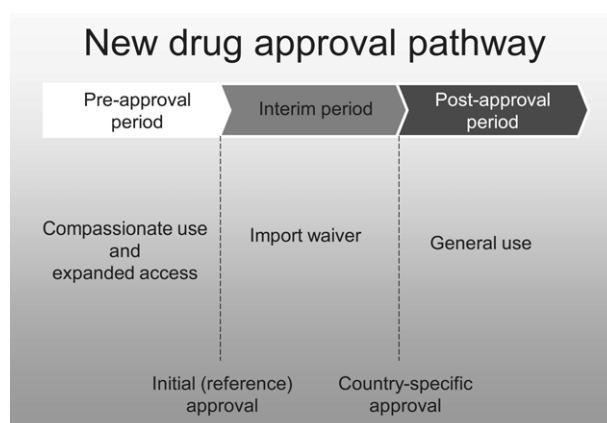 New drug approval pathway
Pre-approval
period
Interim period
Post-approval
period
Compassionate use
and
expanded access
Import waiver
General use
Initial (reference)
approval
Country-specific
approval